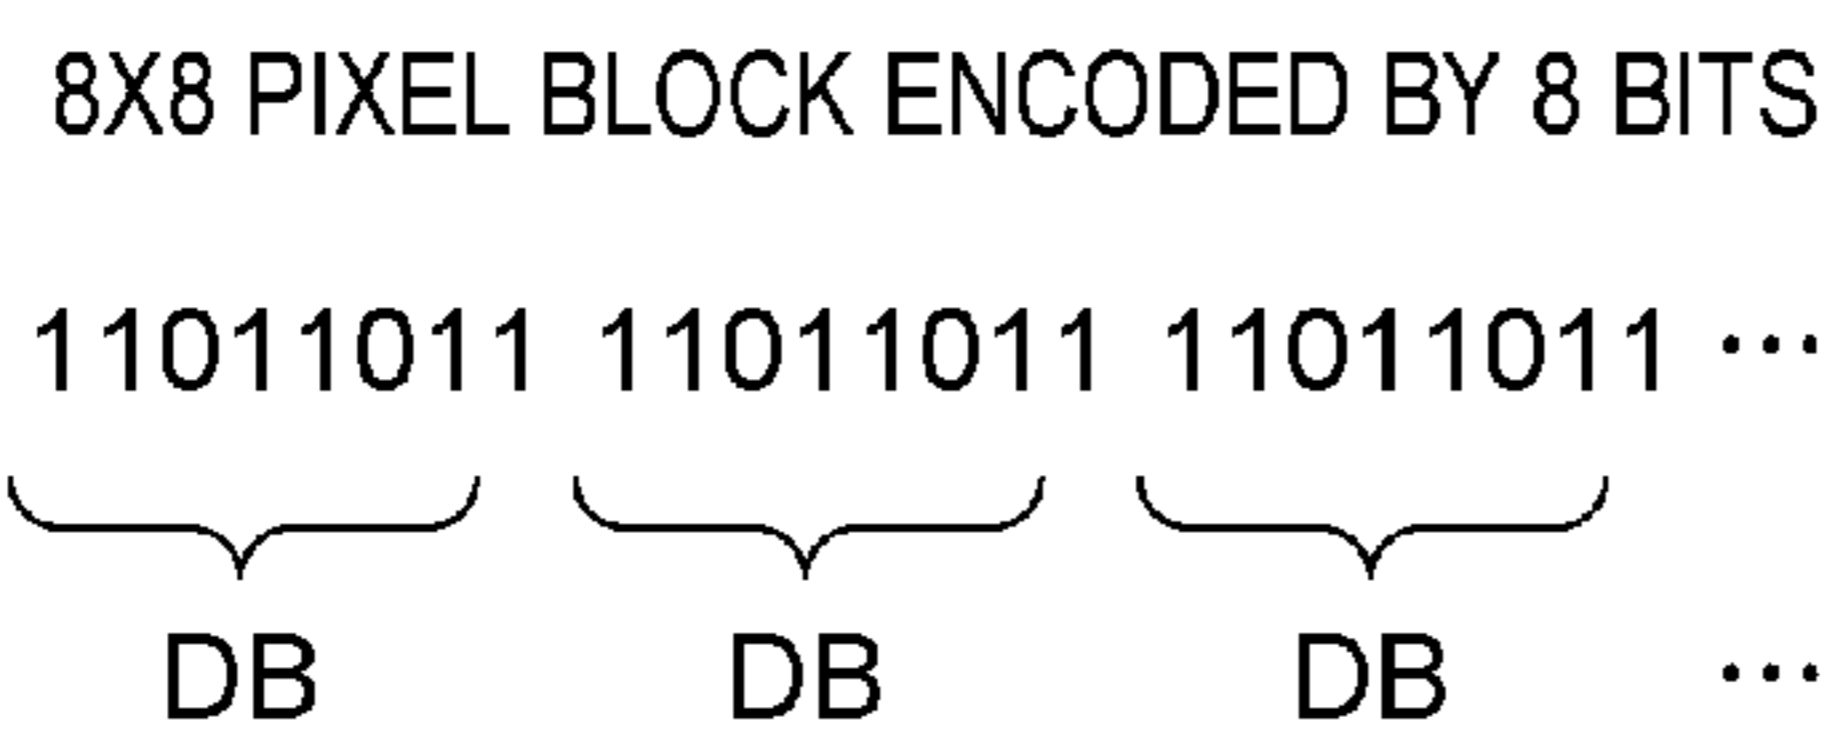 8X8 PIXEL BLOCK ENCODED BY 8 BITS
11011011 11011011 11011011 ...
DB DB DB ...